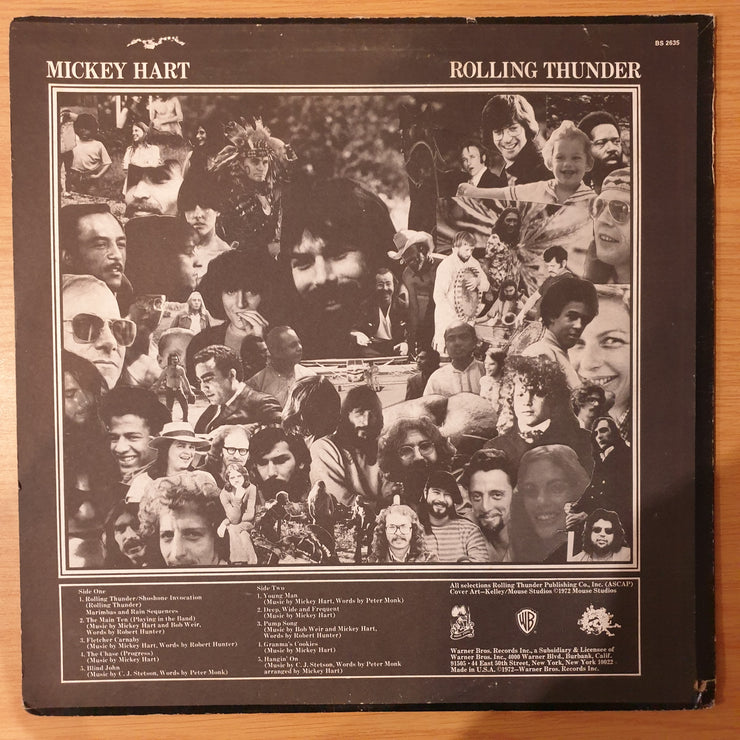 BS 2635
MICKEY HART
ROLLING THUNDER
Side One
1. Rolling Thunder/Shoshone Invocation
(Rolling Thunder)
Marimbas and Rain Sequences
2. The Main Ten (Playing in the Band)
(Music by Mickey Hart and Bob Weir,
Words by Robert Hunter)
3. Fletcher Carnaby
(Music by Mickey Hart, Words by Robert Hunter)
4. The Chase (Progress)
(Music by Mickey Hart)
5. Blind John
(Music by C. J. Stetson, Words by Peter Monk)
Side Two
1. Young Man
(Music by Mickey Hart, Words by Peter Monk)
2. Deep, Wide and Frequent
(Music by Mickey Hart)
3. Pump Song
(Music by Bob Weir and Mickey Hart,
Words by Robert Hunter)
4. Granma's Cookies
(Music by Mickey Hart)
5. Hangin' On
(Music by C. J. Stetson, Words by Peter Monk
arranged by Mickey Hart)
All selections Rolling Thunder Publishing Co., Inc. (ASCAP)
Cover Art—Kelley/Mouse Studios ©1972 Mouse Studios
WB
Warner Bros. Records Inc., a Subsidiary & Licensee of
Warner Bros. Inc., 4000 Warner Blvd., Burbank, Calif.
91505 • 44 East 50th Street, New York, New York 10022
Made in U.S.A. ©1972—Warner Bros. Records Inc.